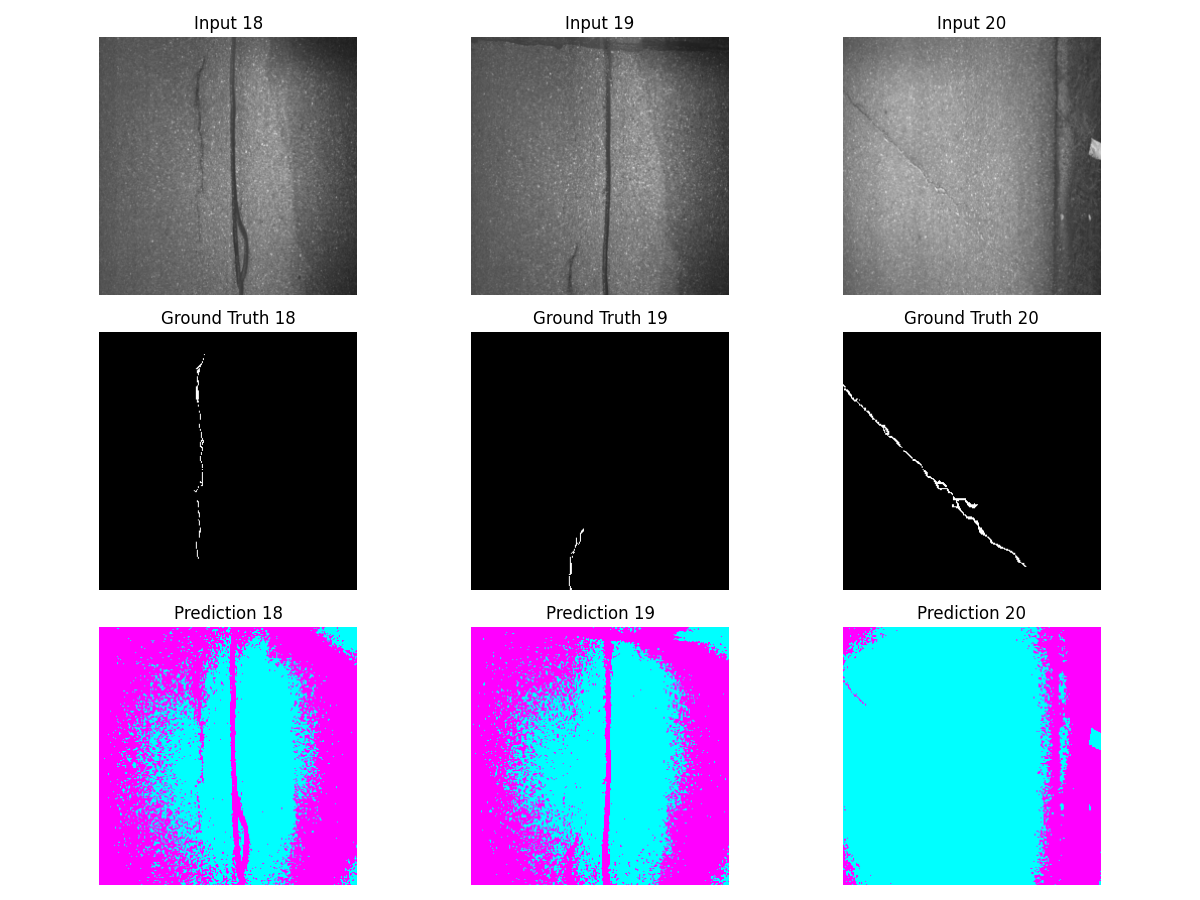 Input 18
Input 19
Input 20
Ground Truth 18
Ground Truth 19
Ground Truth 20
Prediction 18
Prediction 19
Prediction 20